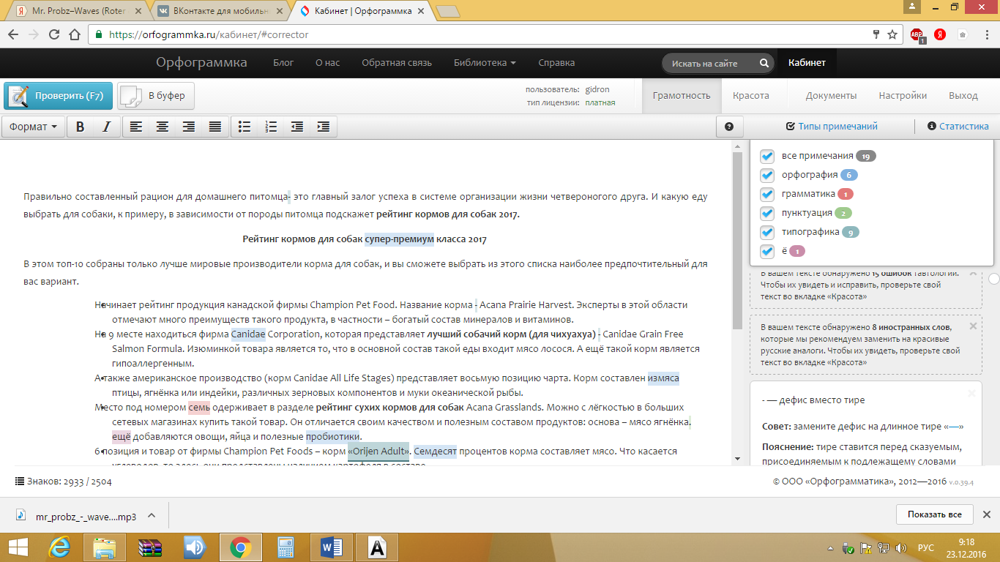 Mr. Probz–Waves (Roter
ВКонтакте для мобильн
Кабинет | Орфограммка
https://orfogrammka.ru/кабинет/#corrector
ABP
1
Я
Орфограммка Блог О нас Обратная связь Библиотека Справка Искать на сайте Кабинет
Проверить (F7) В буфер
пользователь: gidron
тип лицензии: платная
Грамотность Красота Документы Настройки Выход
Формат B I
? Типы примечаний Статистика
все примечания 19
орфография 6
грамматика 1
пунктуация 2
типографика 9
ё 1
Правильно составленный рацион для домашнего питомца- это главный залог успеха в системе организации жизни четвероногого друга. И какую еду
выбрать для собаки, к примеру, в зависимости от породы питомца подскажет рейтинг кормов для собак 2017.
Рейтинг кормов для собак супер-премиум класса 2017
В этом топ-10 собраны только лучше мировые производители корма для собак, и вы сможете выбрать из этого списка наиболее предпочтительный для
вас вариант.
Начинает рейтинг продукция канадской фирмы Champion Pet Food. Название корма - Acana Prairie Harvest. Эксперты в этой области
отмечают много преимуществ такого продукта, в частности – богатый состав минералов и витаминов.
На 9 месте находиться фирма Canidae Corporation, которая представляет лучший собачий корм (для чихуахуа) - Canidae Grain Free
Salmon Formula. Изюминкой товара является то, что в основной состав такой еды входит мясо лосося. А ещё такой корм является
гипоаллергенным.
А также американское производство (корм Canidae All Life Stages) представляет восьмую позицию чарта. Корм составлен измяса
птицы, ягнёнка или индейки, различных зерновых компонентов и муки океанической рыбы.
Место под номером семь одерживает в разделе рейтинг сухих кормов для собак Acana Grasslands. Можно с лёгкостью в больших
сетевых магазинах купить такой товар. Он отличается своим качеством и полезным составом продуктов: основа – мясо ягнёнка,
ещё добавляются овощи, яйца и полезные пробиотики.
6 позиция и товар от фирмы Champion Pet Foods – корм «Orijen Adult». Семдесят процентов корма составляет мясо. Что касается
углеводов, то здесь они представлены наличием картофеля в составе.
В вашем тексте обнаружено 15 ошибок тавтологии.
Чтобы их увидеть и исправить, проверьте свой
текст во вкладке «Красота»
В вашем тексте обнаружено 8 иностранных слов,
которые мы рекомендуем заменить на красивые
русские аналоги. Чтобы их увидеть, проверьте свой
текст во вкладке «Красота»
- — дефис вместо тире
Совет: замените дефис на длинное тире «—»
Пояснение: тире ставится перед сказуемым,
присоединяемым к подлежащему словами
Знаков: 2933 / 2504
© ООО «Орфограмматика», 2012—2016 v.0.39.4
mr_probz_-_wave....mp3
Показать все
РУС
9:18
23.12.2016